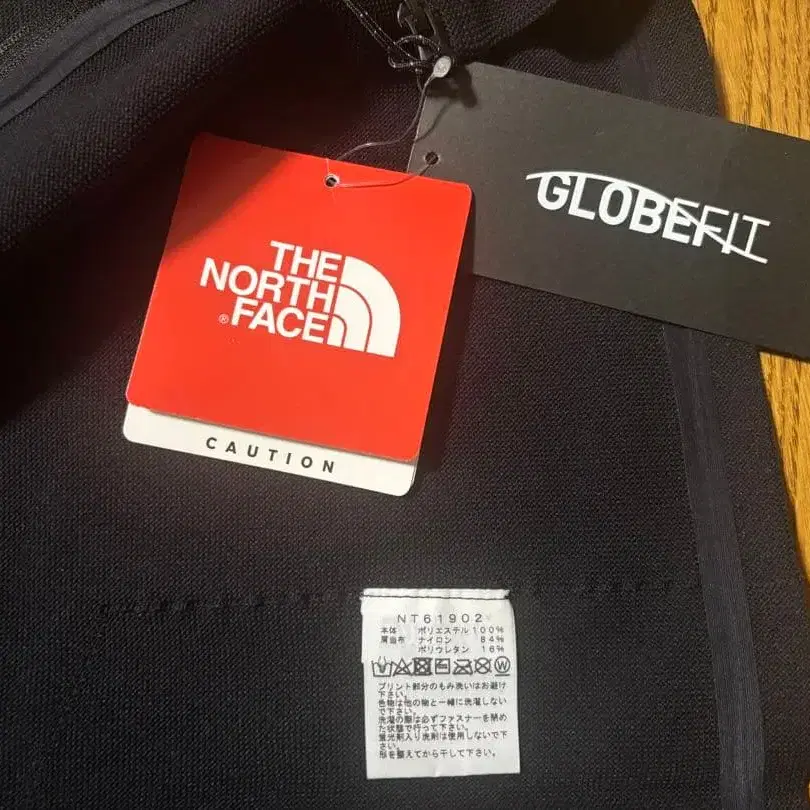 THE
NORTH
FACE
®
CAUTION
GLOBEFIT
NT61902
本体 ポリエステル100%
肩当布 ナイロン 84%
ポリウレタン 16%
プリント部分のもみ洗いはお避け
下さい。
色物は他の物と一緒に洗濯しない
で下さい。
洗濯の際は必ずファスナーを閉め
た状態で行って下さい。
蛍光剤入り洗剤は使用しないで下
さい。
形を整えてから干して下さい。